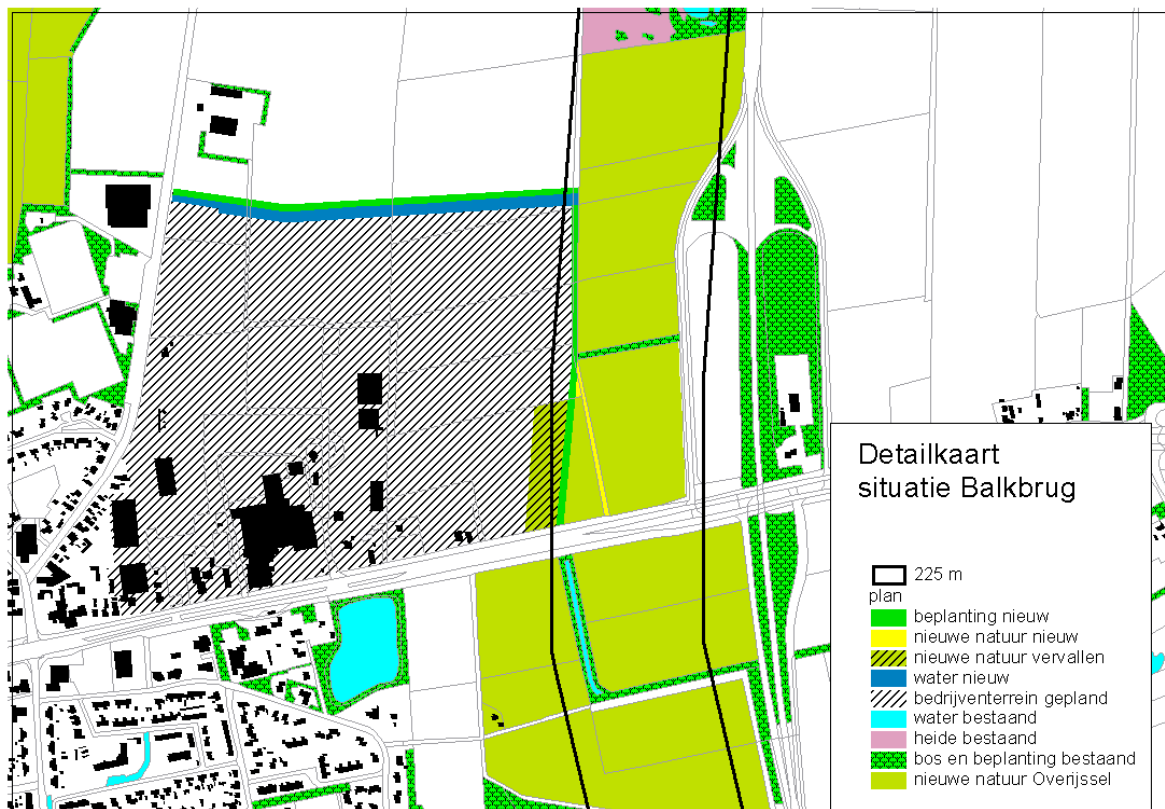 Detailkaart
situatie Balkbrug
225 m
plan
beplanting nieuw
nieuwe natuur nieuw
nieuwe natuur vervallen
water nieuw
bedrijventerrein gepland
water bestaand
heide bestaand
bos en beplanting bestaand
nieuwe natuur Overijssel